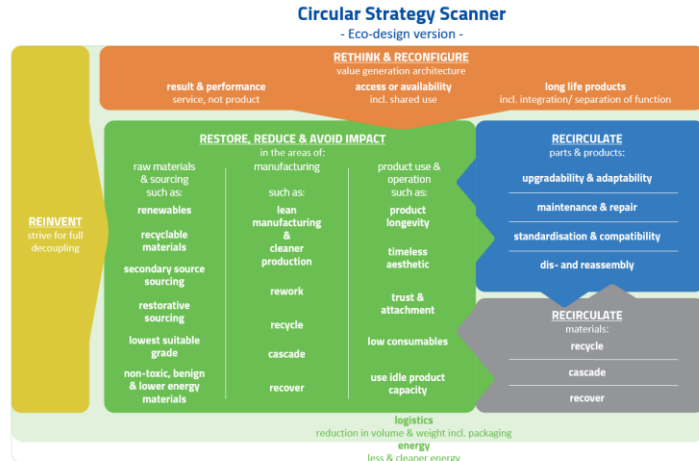 Circular Strategy Scanner
- Eco-design version -
RETHINK & RECONFIGURE
value generation architecture
result & performance
service, not product
access or availability
incl. shared use
long life products
incl. integration/ separation of function
REINVENT
strive for full
decoupling
RESTORE, REDUCE & AVOID IMPACT
in the areas of:
raw materials
& sourcing
such as:
renewables
recyclable
materials
secondary source
sourcing
restorative
sourcing
lowest suitable
grade
non-toxic, benign
& lower energy
materials
manufacturing
such as:
lean
manufacturing
&
cleaner
production
rework
recycle
cascade
recover
product use &
operation
such as:
product
longevity
timeless
aesthetic
trust &
attachment
low consumables
use idle product
capacity
RECIRCULATE
parts & products:
upgradability & adaptability
maintenance & repair
standardisation & compatibility
dis- and reassembly
RECIRCULATE
materials:
recycle
cascade
recover
logistics
reduction in volume & weight incl. packaging
energy
less & cleaner energy